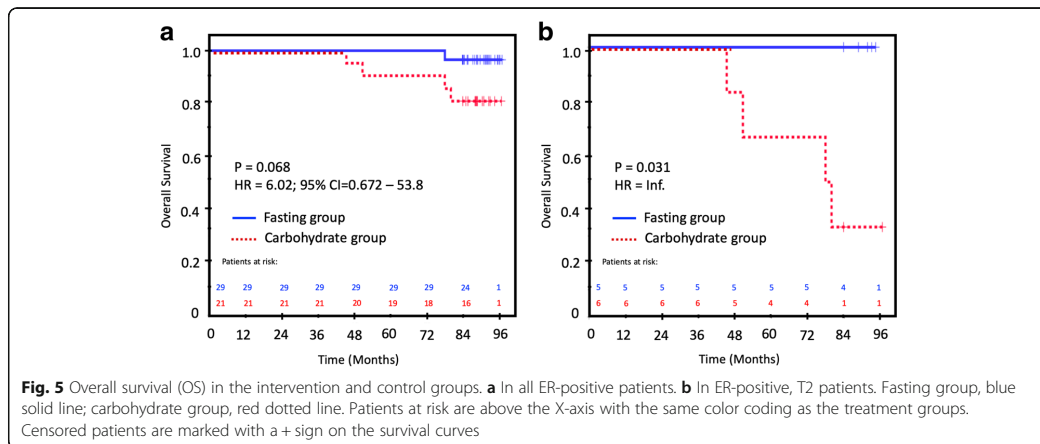 a
1.0
0.8
0.6
0.4
0.2
0
Overall Survival
P = 0.068
HR = 6.02; 95% CI=0.672 – 53.8
Fasting group
Carbohydrate group
Patients at risk:
29 29 29 29 29 29 29 24 1
21 21 21 21 20 19 18 16 1
0 12 24 36 48 60 72 84 96
Time (Months)
b
1.0
0.8
0.6
0.4
0.2
0
Overall Survival
P = 0.031
HR = Inf.
Fasting group
Carbohydrate group
Patients at risk:
5 5 5 5 5 5 5 4 1
6 6 6 6 5 4 4 1 1
0 12 24 36 48 60 72 84 96
Time (Months)
Fig. 5 Overall survival (OS) in the intervention and control groups. a In all ER-positive patients. b In ER-positive, T2 patients. Fasting group, blue
solid line; carbohydrate group, red dotted line. Patients at risk are above the X-axis with the same color coding as the treatment groups.
Censored patients are marked with a + sign on the survival curves